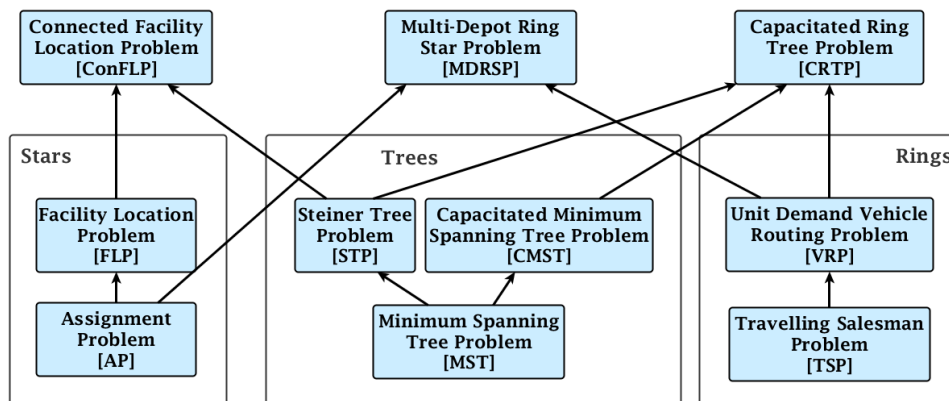 Connected Facility
Location Problem
[ConFLP]
Multi-Depot Ring
Star Problem
[MDRSP]
Capacitated Ring
Tree Problem
[CRTP]
Stars
Trees
Rings
Facility Location
Problem
[FLP]
Steiner Tree
Problem
[STP]
Capacitated Minimum
Spanning Tree Problem
[CMST]
Unit Demand Vehicle
Routing Problem
[VRP]
Assignment
Problem
[AP]
Minimum Spanning
Tree Problem
[MST]
Travelling Salesman
Problem
[TSP]